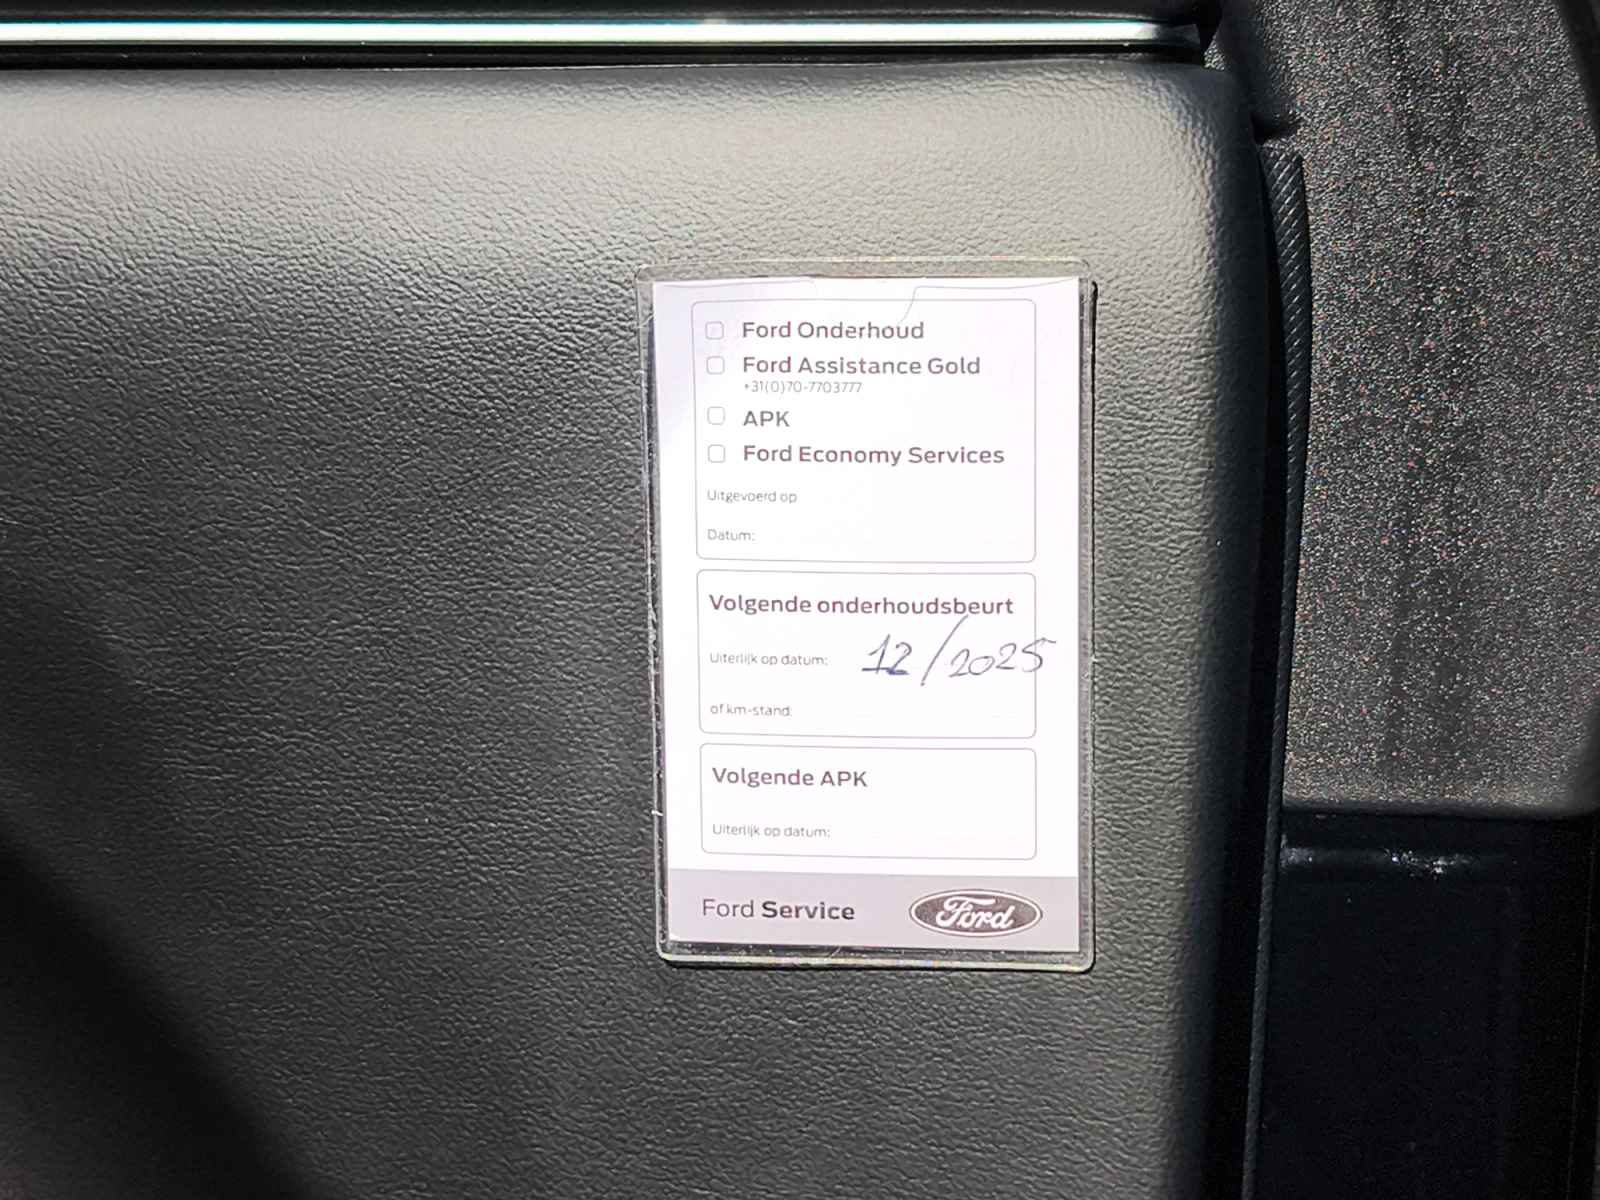 Ford Onderhoud
Ford Assistance Gold
+31(0)70-7703777
APK
Ford Economy Services
Uitgevoerd op
Datum:
Volgende onderhoudsbeurt
Uiterlijk op datum: 12/2025
of km-stand:
Volgende APK
Uiterlijk op datum:
Ford Service
Ford